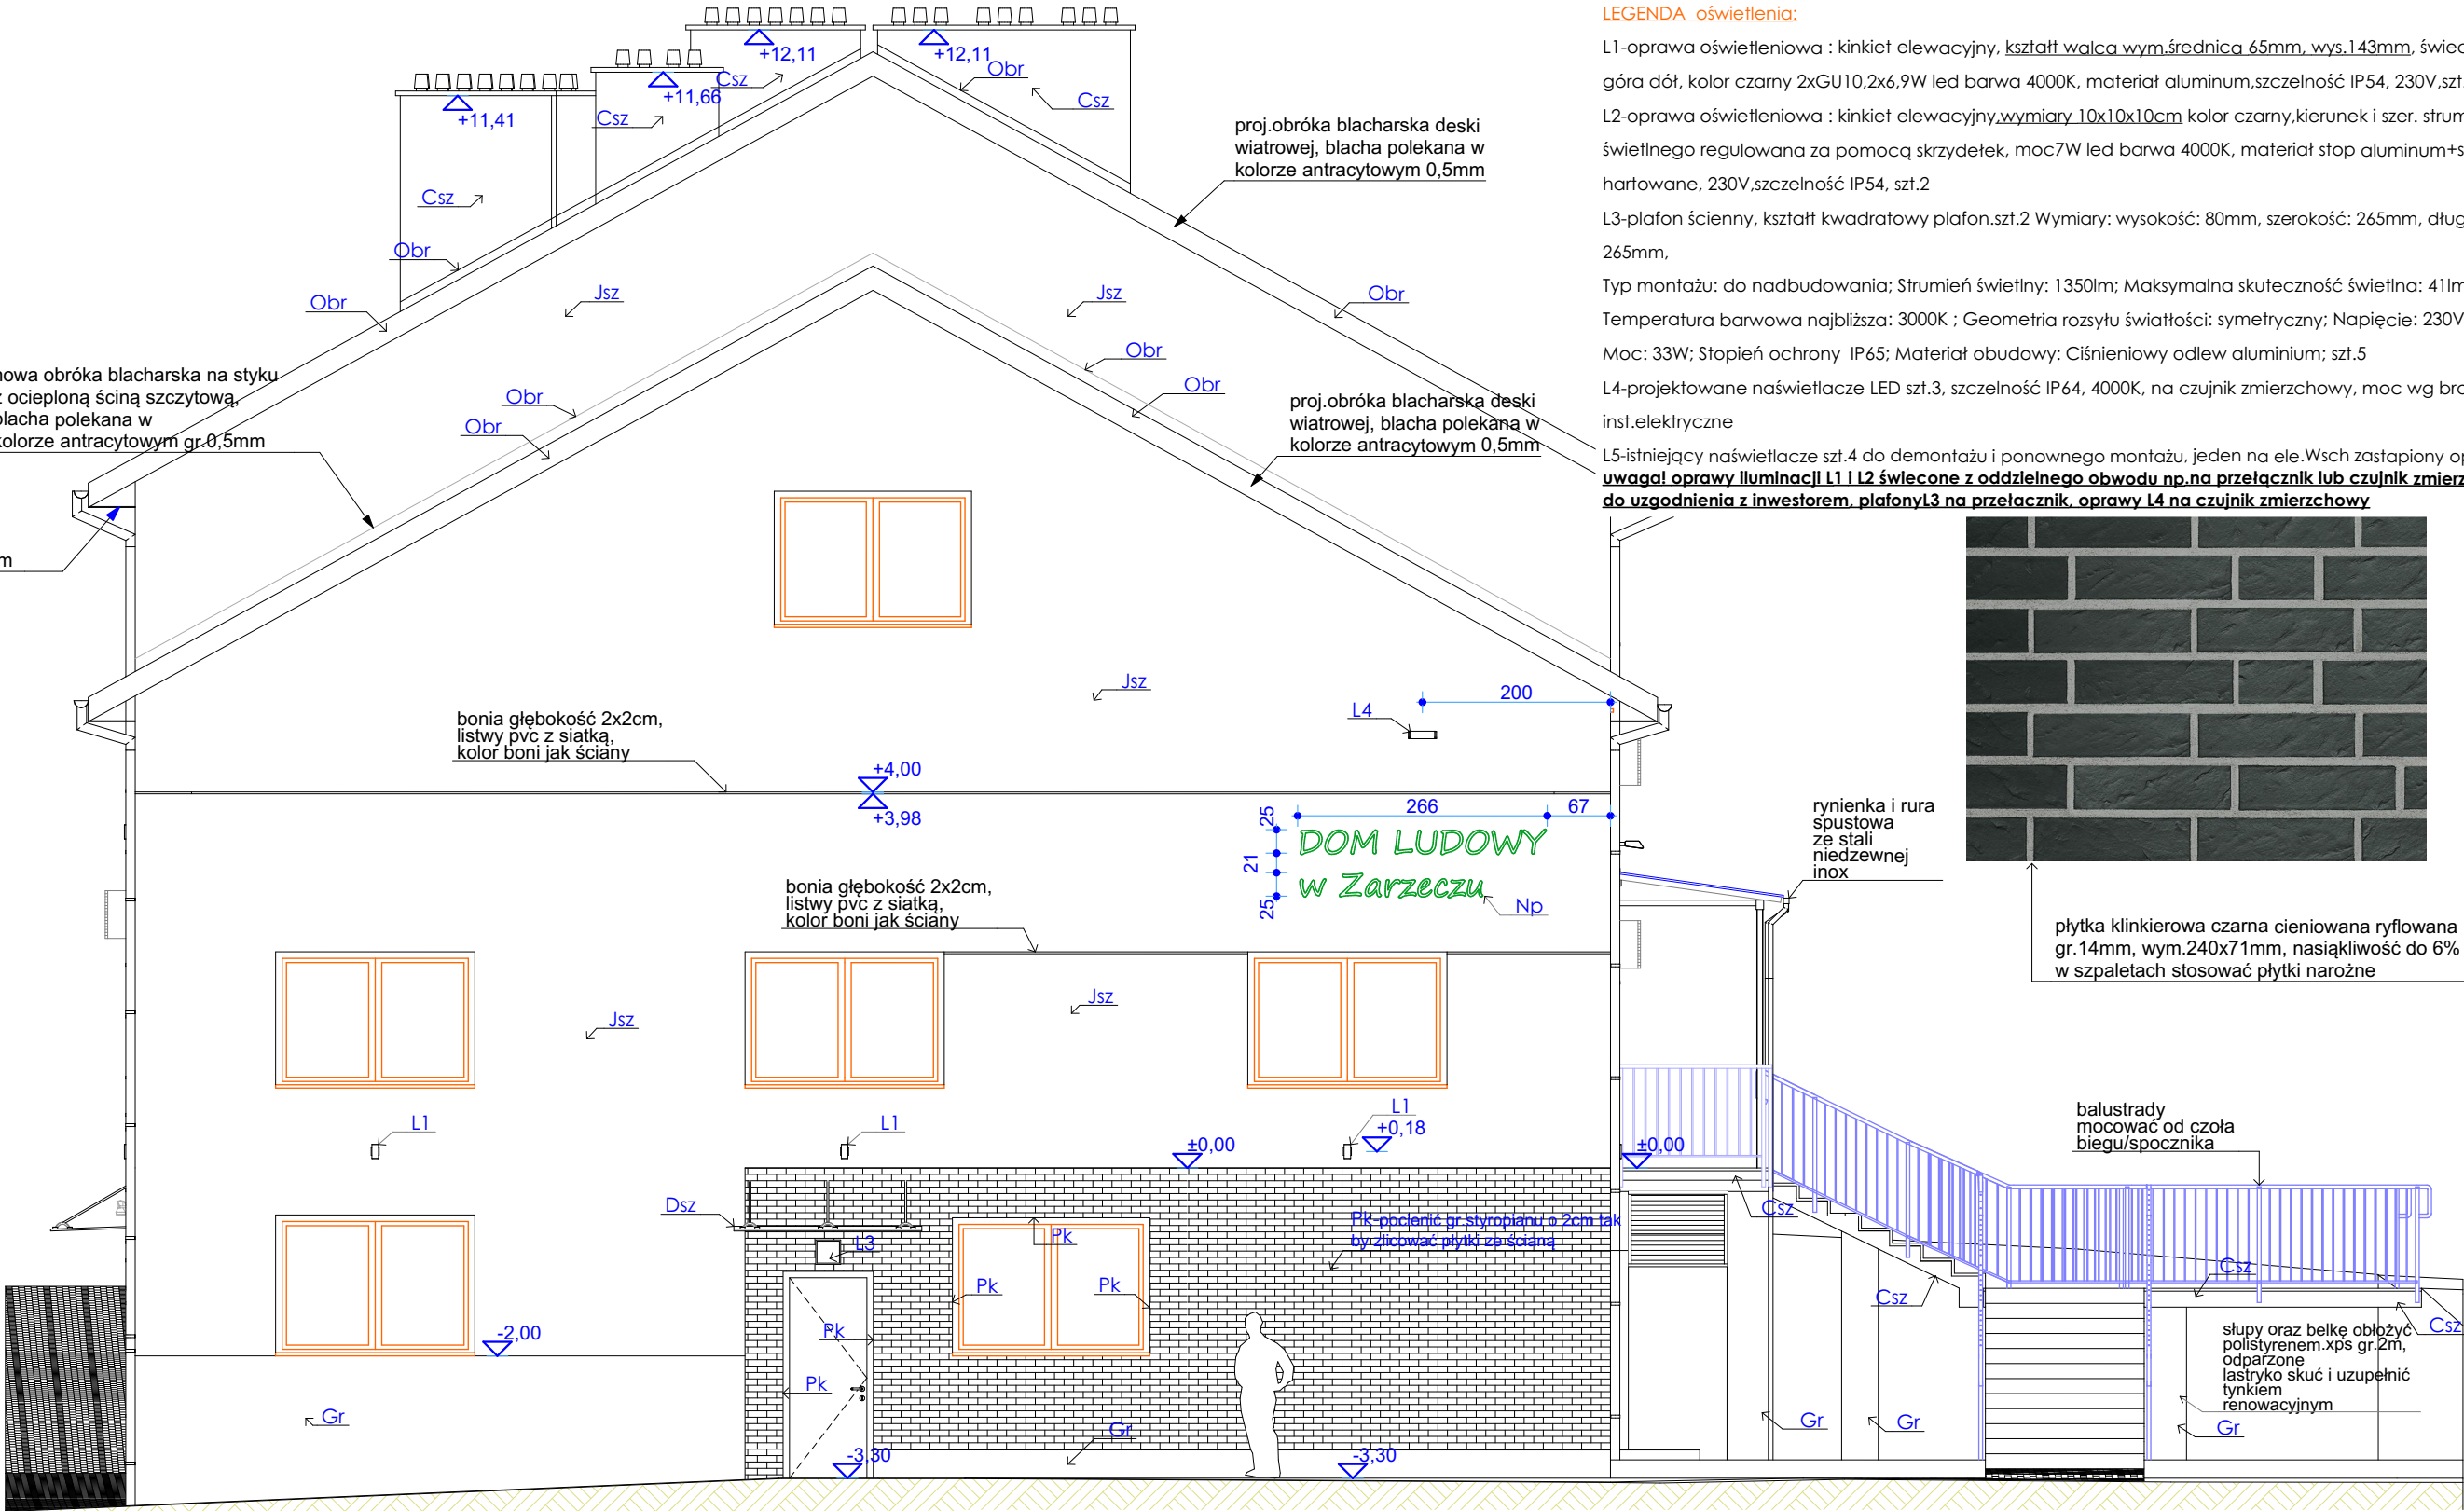 LEGENDA oświetlenia:
L1-oprawa oświetleniowa : kinkiet elewacyjny, kształt walca wym.średnica 65mm, wys.143mm,
góra dół, kolor czarny 2xGU10,2x6,9W led barwa 4000K, materiał aluminum,szczelność IP54, 230V,szt.
L2-oprawa oświetleniowa : kinkiet elewacyjny,wymiary 10x10x10cm kolor czarny,kierunek i szer.
świetlnego regulowana za pomocą skrzydełek, moc7W led barwa 4000K, materiał stop aluminum+
hartowane, 230V,szczelność IP54, szt.2
L3-plafon ścienny, kształt kwadratowy plafon.szt.2 Wymiary: wysokość: 80mm, szerokość: 265mm,
265mm,
Typ montażu: do nadbudowania; Strumień świetlny: 1350lm; Maksymalna skuteczność świetlna: 41lm
Temperatura barwowa najbliższa: 3000K ; Geometria rozsyłu światłości: symetryczny; Napięcie: 230V
Moc: 33W; Stopień ochrony IP65; Materiał obudowy: Ciśnieniowy odlew aluminium; szt.5
L4-projektowane naświetlacze LED szt.3, szczelność IP64, 4000K, na czujnik zmierzchowy, moc wg
inst.elektryczne
L5-istniejący naświetlacze szt.4 do demontażu i ponownego montażu, jeden na ele.Wsch zastąpiony
uwaga! oprawy iluminacji L1 i L2 świecone z oddzielnego obwodu np.na przełącznik lub czujnik
do uzgodnienia z inwestorem, plafonyL3 na przełacznik, oprawy L4 na czujnik zmierzchowy
+12,11
+12,11
+11,66
+11,41
Csz
Obr
Csz
Csz
Csz
Obr
Obr
Jsz
Jsz
Obr
Obr
Obr
Obr
Obr
proj.obróka blacharska deski
wiatrowej, blacha polekana w
kolorze antracytowym 0,5mm
nowa obróka blacharska na styku
z ocieploną ściną szczytową,
blacha polekana w
kolorze antracytowym gr.0,5mm
proj.obróka blacharska deski
wiatrowej, blacha polekana w
kolorze antracytowym 0,5mm
m
Jsz
200
L4
bonia głębokość 2x2cm,
listwy pvc z siatką,
kolor boni jak ściany
+4,00
+3,98
266
67
25
21
25
DOM LUDOWY
w Zarzeczu
Np
bonia głębokość 2x2cm,
listwy pvc z siatką,
kolor boni jak ściany
rynienka i rura
spustowa
ze stali
niedzewnej
inox
płytka klinkierowa czarna cieniowana ryflowana
gr.14mm, wym.240x71mm, nasiąkliwość do 6%
w szpaletach stosować płytki narożne
Jsz
Jsz
L1
L1
L1
+0,18
±0,00
±0,00
balustrady
mocować od czoła
biegu/spocznika
Dsz
L3
Pk
Pk-pocienić gr.styropianu o 2cm tak
by zlicować płytki ze ścianą
Csz
Pk
Pk
Pk
Pk
Csz
Csz
Csz
-2,00
słupy oraz belkę obłożyć
polistyrenem.xps gr.2m,
odparzone
lastryko skuć i uzupełnić
tynkiem
renowacyjnym
Gr
Gr
Gr
Gr
Gr
-3,30
-3,30